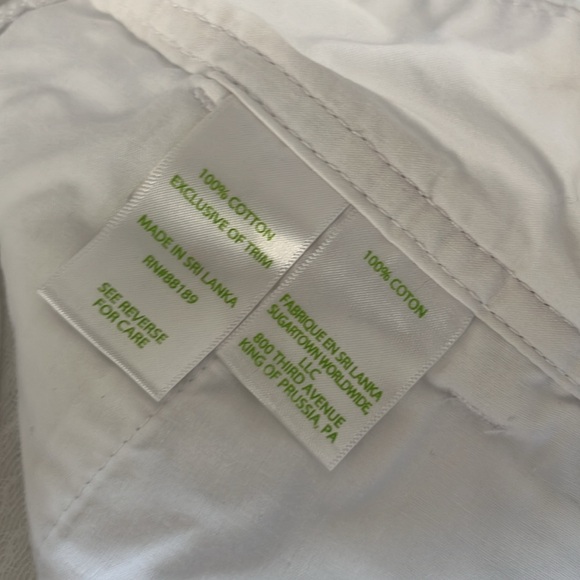 100% COTTON
EXCLUSIVE OF TRIM
MADE IN SRI LANKA
RN#88189
SEE REVERSE
FOR CARE
100% COTON
FABRIQUE EN SRI LANKA
SUGARTOWN WORLDWIDE,
LLC
800 THIRD AVENUE
KING OF PRUSSIA, PA